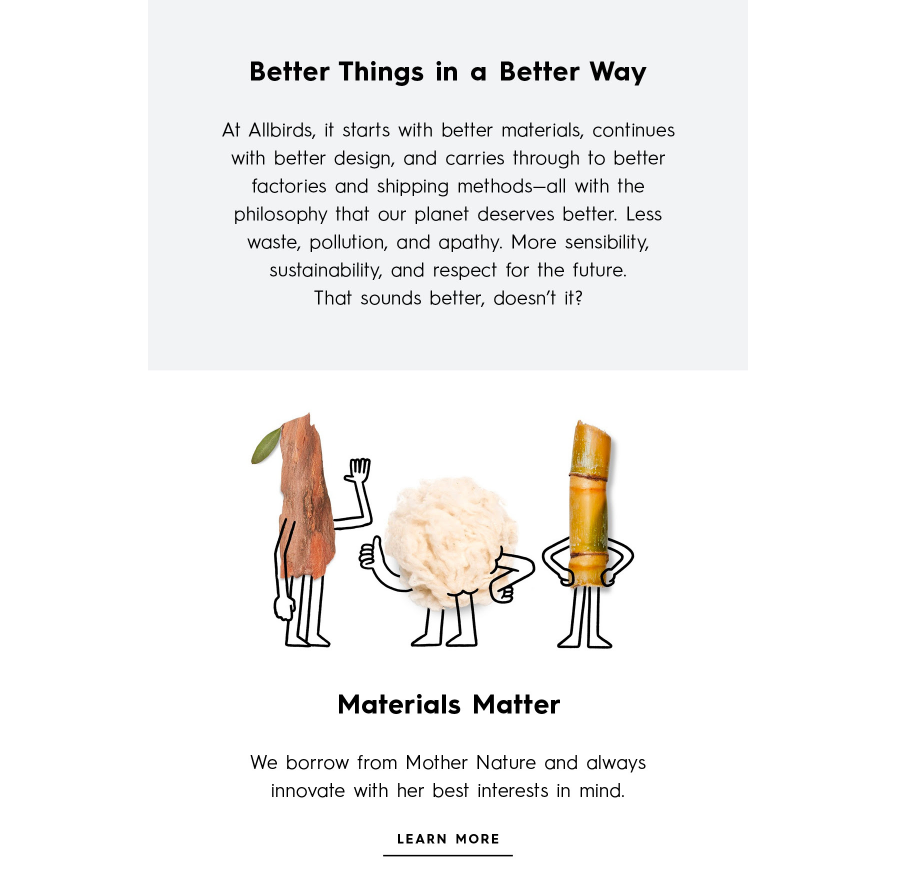 Better Things in a Better Way
At Allbirds, it starts with better materials, continues
with better design, and carries through to better
factories and shipping methods—all with the
philosophy that our planet deserves better. Less
waste, pollution, and apathy. More sensibility,
sustainability, and respect for the future.
That sounds better, doesn’t it?
Materials Matter
We borrow from Mother Nature and always
innovate with her best interests in mind.
LEARN MORE